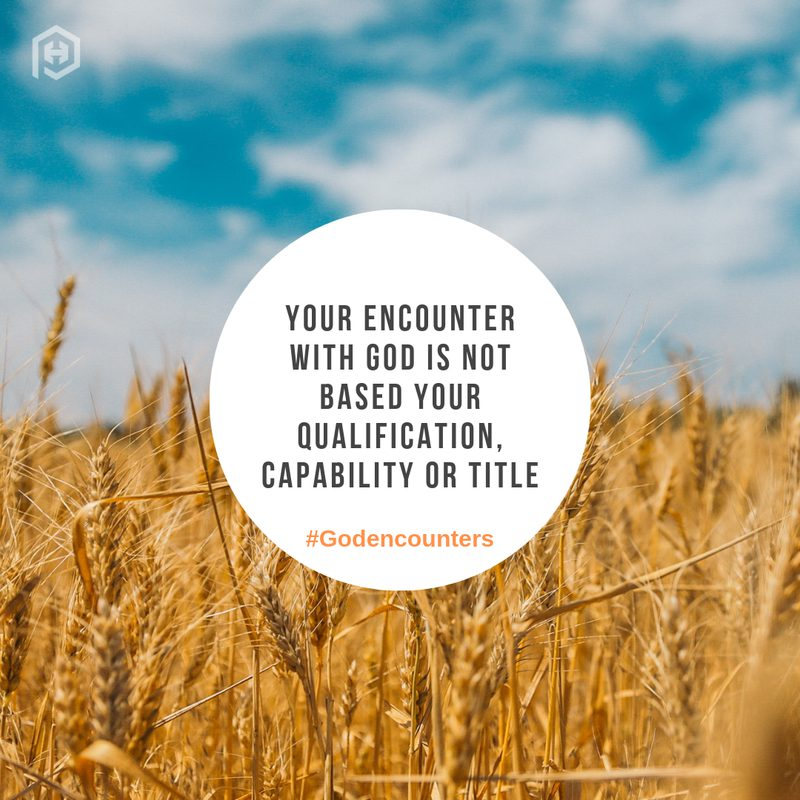 YOUR ENCOUNTER
WITH GOD IS NOT
BASED YOUR
QUALIFICATION,
CAPABILITY OR TITLE
#Godencounters